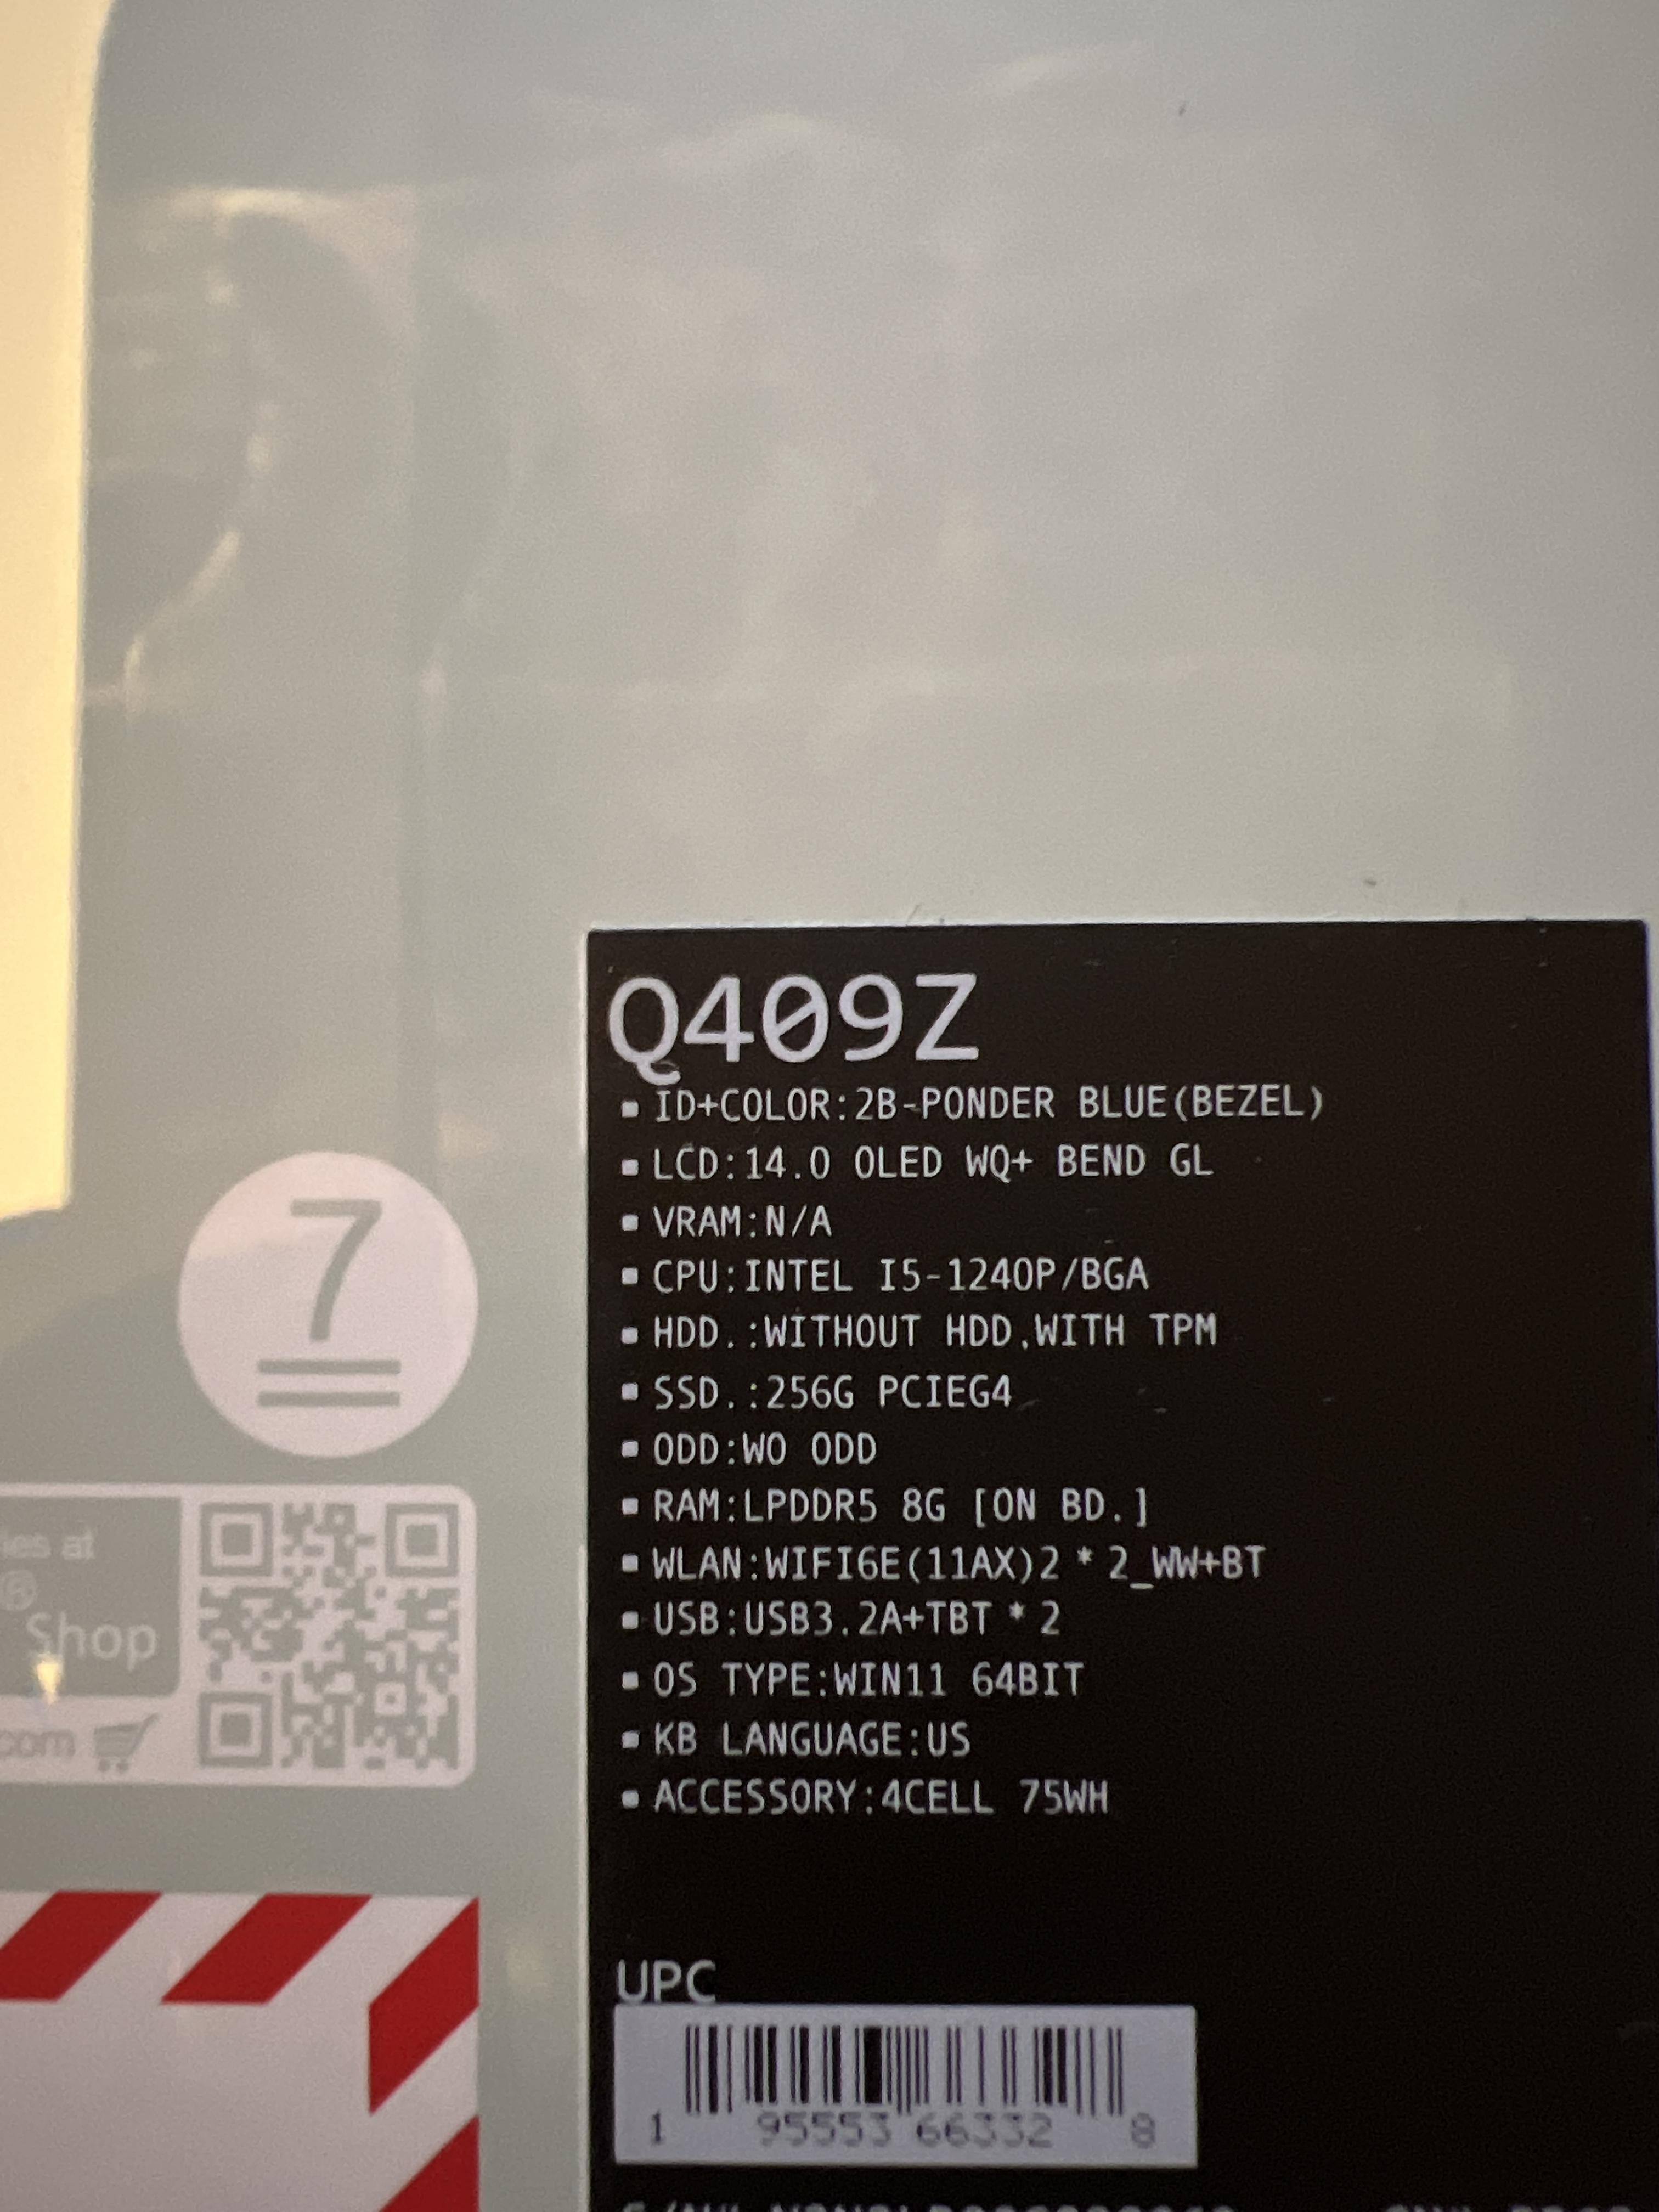 Q409Z
▪ ID+COLOR:2B-PONDER BLUE(BEZEL)
▪ LCD:14.0 OLED WQ+ BEND GL
▪ VRAM:N/A
▪ CPU:INTEL I5-1240P/BGA
▪ HDD.:WITHOUT HDD,WITH TPM
▪ SSD.:256G PCIEG4
▪ ODD:WO ODD
▪ RAM:LPDDR5 8G [ON BD.]
▪ WLAN:WIFI6E(11AX)2*2_WW+BT
▪ USB:USB3.2A+TBT*2
▪ OS TYPE:WIN11 64BIT
▪ KB LANGUAGE:US
▪ ACCESSORY:4CELL 75WH
UPC
1 95553 66332 8
7
ies at
®
Shop
com